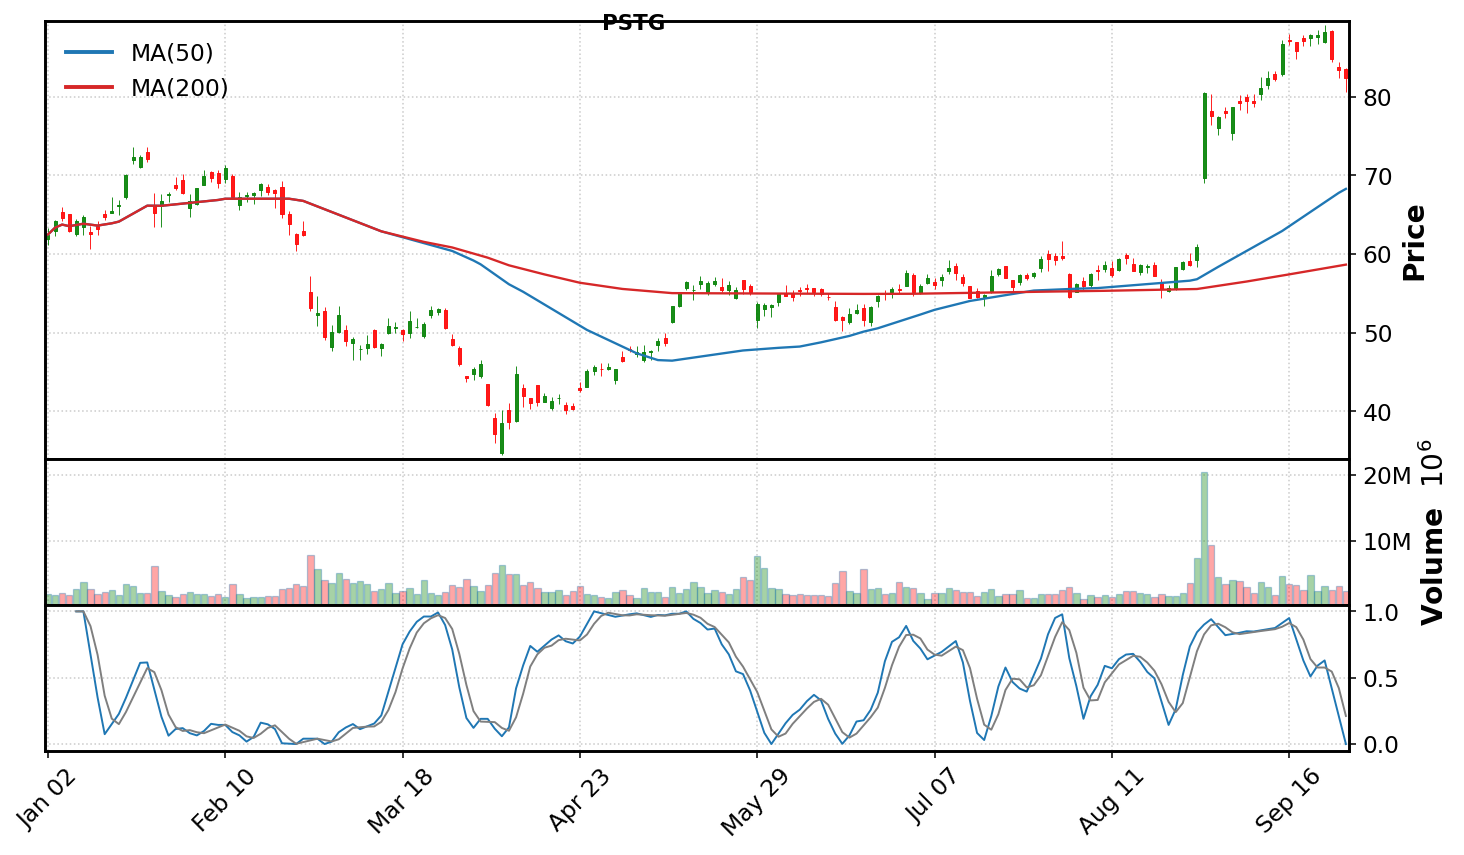 PSTG
MA(50)
MA(200)
80
70
60
50
40
Price
20M
10M
Volume 10^6
1.0
0.5
0.0
Jan 02
Feb 10
Mar 18
Apr 23
May 29
Jul 07
Aug 11
Sep 16